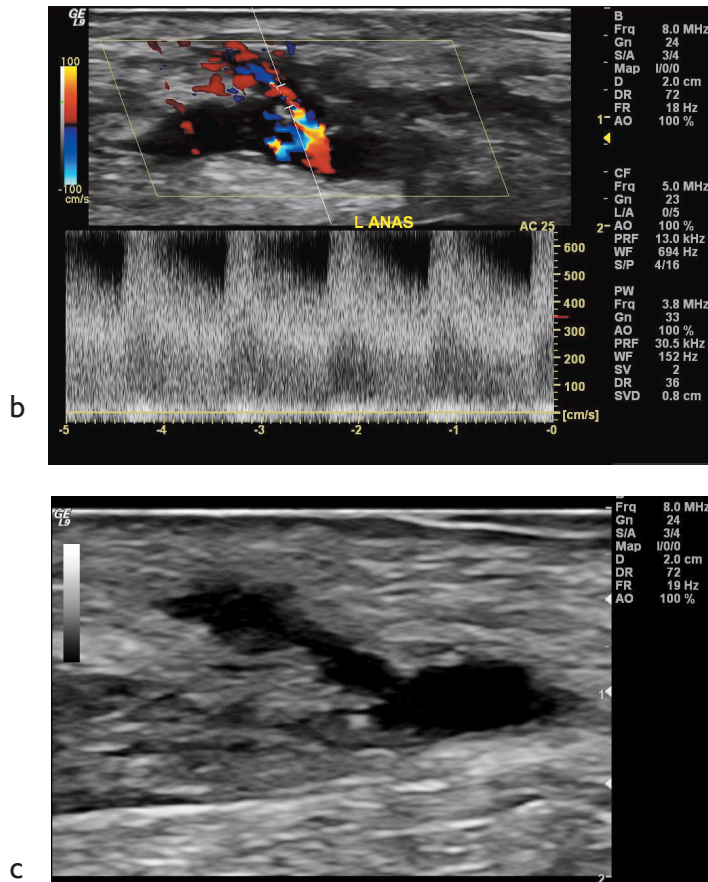 GE
L9
100
-100
cm/s
L ANAS
AC 25
B
Frq 8.0 MHz
Gn 24
S/A 3/4
Map I/0/0
D 2.0 cm
DR 72
FR 18 Hz
AO 100 %
1
CF
Frq 5.0 MHz
Gn 23
L/A 0/5
AO 100 %
PRF 13.0 kHz
WF 694 Hz
S/P 4/16
2
PW
Frq 3.8 MHz
Gn 33
AO 100 %
PRF 30.5 kHz
WF 152 Hz
SV 2
DR 36
SVD 0.8 cm
600
500
400
300
200
100
[cm/s]
-5 -4 -3 -2 -1 -0
b
GE
L9
Frq 8.0 MHz
Gn 24
S/A 3/4
Map I/0/0
D 2.0 cm
DR 72
FR 19 Hz
AO 100 %
1
2
c